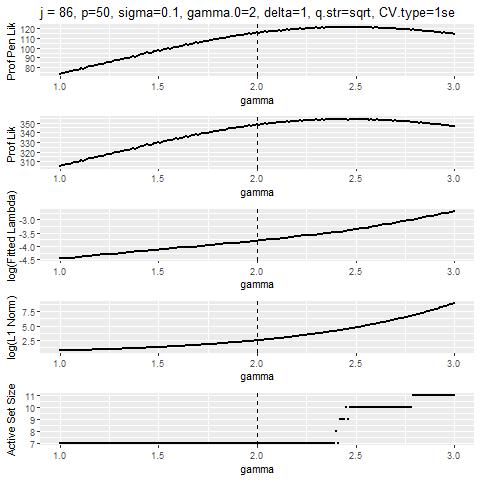 j = 86, p=50, sigma=0.1, gamma.0=2, delta=1, q.str=sqrt, CV.type=1se
Prof Pen Lik
120
110
100
90
80
1.0 1.5 2.0 2.5 3.0
gamma
Prof Lik
350
340
330
320
310
1.0 1.5 2.0 2.5 3.0
gamma
log(Fitted Lambda)
-3.0
-3.5
-4.0
-4.5
1.0 1.5 2.0 2.5 3.0
gamma
log(L1 Norm)
7.5
5.0
2.5
1.0 1.5 2.0 2.5 3.0
gamma
Active Set Size
11
10
9
8
7
1.0 1.5 2.0 2.5 3.0
gamma